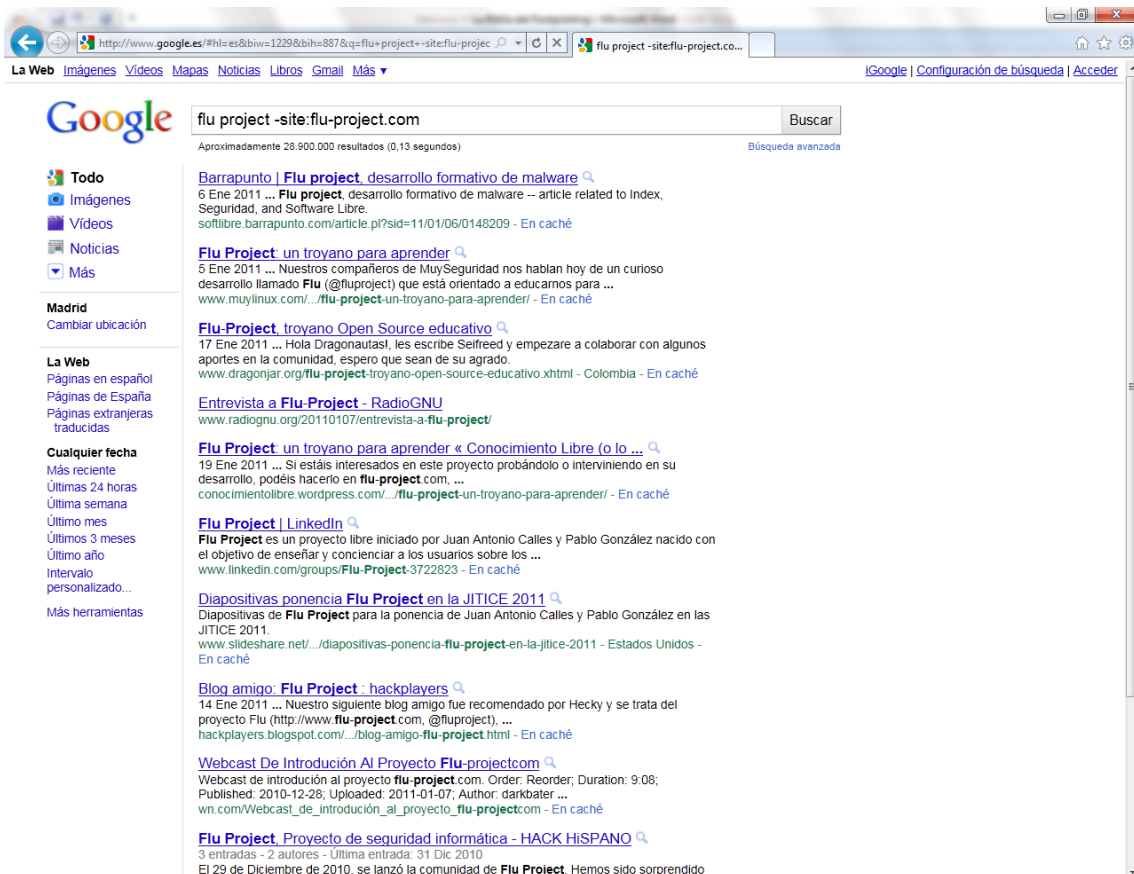 http://www.google.es/#hl=es&biw=1229&bih=887&q=flu+project+-site:flu-projec
flu project -site:flu-project.co...
La Web Imágenes Vídeos Mapas Noticias Libros Gmail Más ▼
iGoogle | Configuración de búsqueda | Acceder
Google
flu project -site:flu-project.com
Buscar
Aproximadamente 28.900.000 resultados (0,13 segundos)
Búsqueda avanzada
Todo
Imágenes
Vídeos
Noticias
Más
Madrid
Cambiar ubicación
La Web
Páginas en español
Páginas de España
Páginas extranjeras
traducidas
Cualquier fecha
Más reciente
Últimas 24 horas
Última semana
Último mes
Últimos 3 meses
Último año
Intervalo
personalizado...
Más herramientas
Barrapunto | Flu project, desarrollo formativo de malware
6 Ene 2011 ... Flu project, desarrollo formativo de malware -- article related to Index,
Seguridad, and Software Libre.
softlibre.barrapunto.com/article.pl?sid=11/01/06/0148209 - En caché
Flu Project: un troyano para aprender
5 Ene 2011 ... Nuestros compañeros de MuySeguridad nos hablan hoy de un curioso
desarrollo llamado Flu (@fluproject) que está orientado a educarnos para ...
www.muylinux.com/.../flu-project-un-troyano-para-aprender/ - En caché
Flu-Project, troyano Open Source educativo
17 Ene 2011 ... Hola Dragonautas!, les escribe Seifreed y empezare a colaborar con algunos
aportes en la comunidad, espero que sean de su agrado.
www.dragonjar.org/flu-project-troyano-open-source-educativo.xhtml - Colombia - En caché
Entrevista a Flu-Project - RadioGNU
www.radiognu.org/20110107/entrevista-a-flu-project/
Flu Project: un troyano para aprender « Conocimiento Libre (o lo ...
19 Ene 2011 ... Si estáis interesados en este proyecto probándolo o interviniendo en su
desarrollo, podéis hacerlo en flu-project.com, ...
conocimientolibre.wordpress.com/.../flu-project-un-troyano-para-aprender/ - En caché
Flu Project | LinkedIn
Flu Project es un proyecto libre iniciado por Juan Antonio Calles y Pablo González nacido con
el objetivo de enseñar y concienciar a los usuarios sobre los ...
www.linkedin.com/groups/Flu-Project-3722823 - En caché
Diapositivas ponencia Flu Project en la JITICE 2011
Diapositivas de Flu Project para la ponencia de Juan Antonio Calles y Pablo González en las
JITICE 2011.
www.slideshare.net/.../diapositivas-ponencia-flu-project-en-la-jitice-2011 - Estados Unidos -
En caché
Blog amigo: Flu Project : hackplayers
14 Ene 2011 ... Nuestro siguiente blog amigo fue recomendado por Hecky y se trata del
proyecto Flu (http://www.flu-project.com, @fluproject), ...
hackplayers.blogspot.com/.../blog-amigo-flu-project.html - En caché
Webcast De Introdución Al Proyecto Flu-projectcom
Webcast de introdución al proyecto flu-project.com. Order: Reorder; Duration: 9:08;
Published: 2010-12-28; Uploaded: 2011-01-07; Author: darkbater ...
wn.com/Webcast_de_introdución_al_proyecto_flu-projectcom - En caché
Flu Project, Proyecto de seguridad informática - HACK HiSPANO
3 entradas - 2 autores - Última entrada: 31 Dic 2010
El 29 de Diciembre de 2010, se lanzó la comunidad de Flu Project. Hemos sido sorprendido